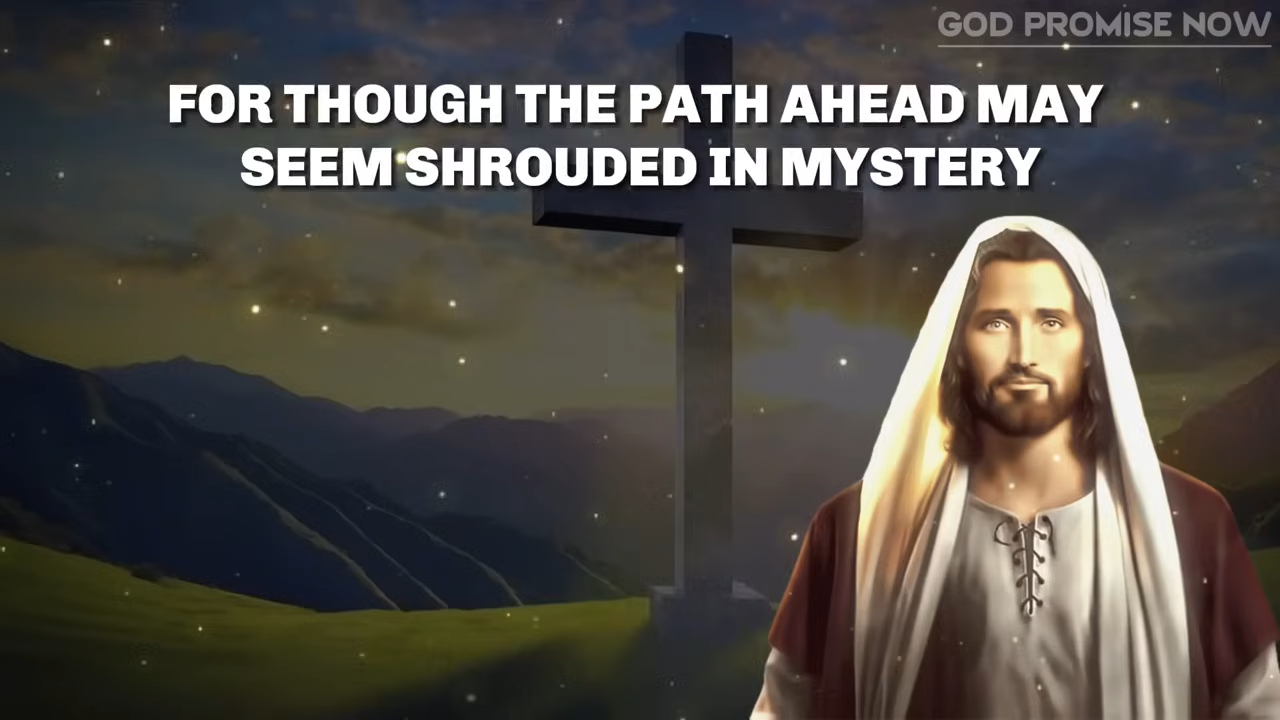 GOD PROMISE NOW
FOR THOUGH THE PATH AHEAD MAY
SEEM SHROUDED IN MYSTERY